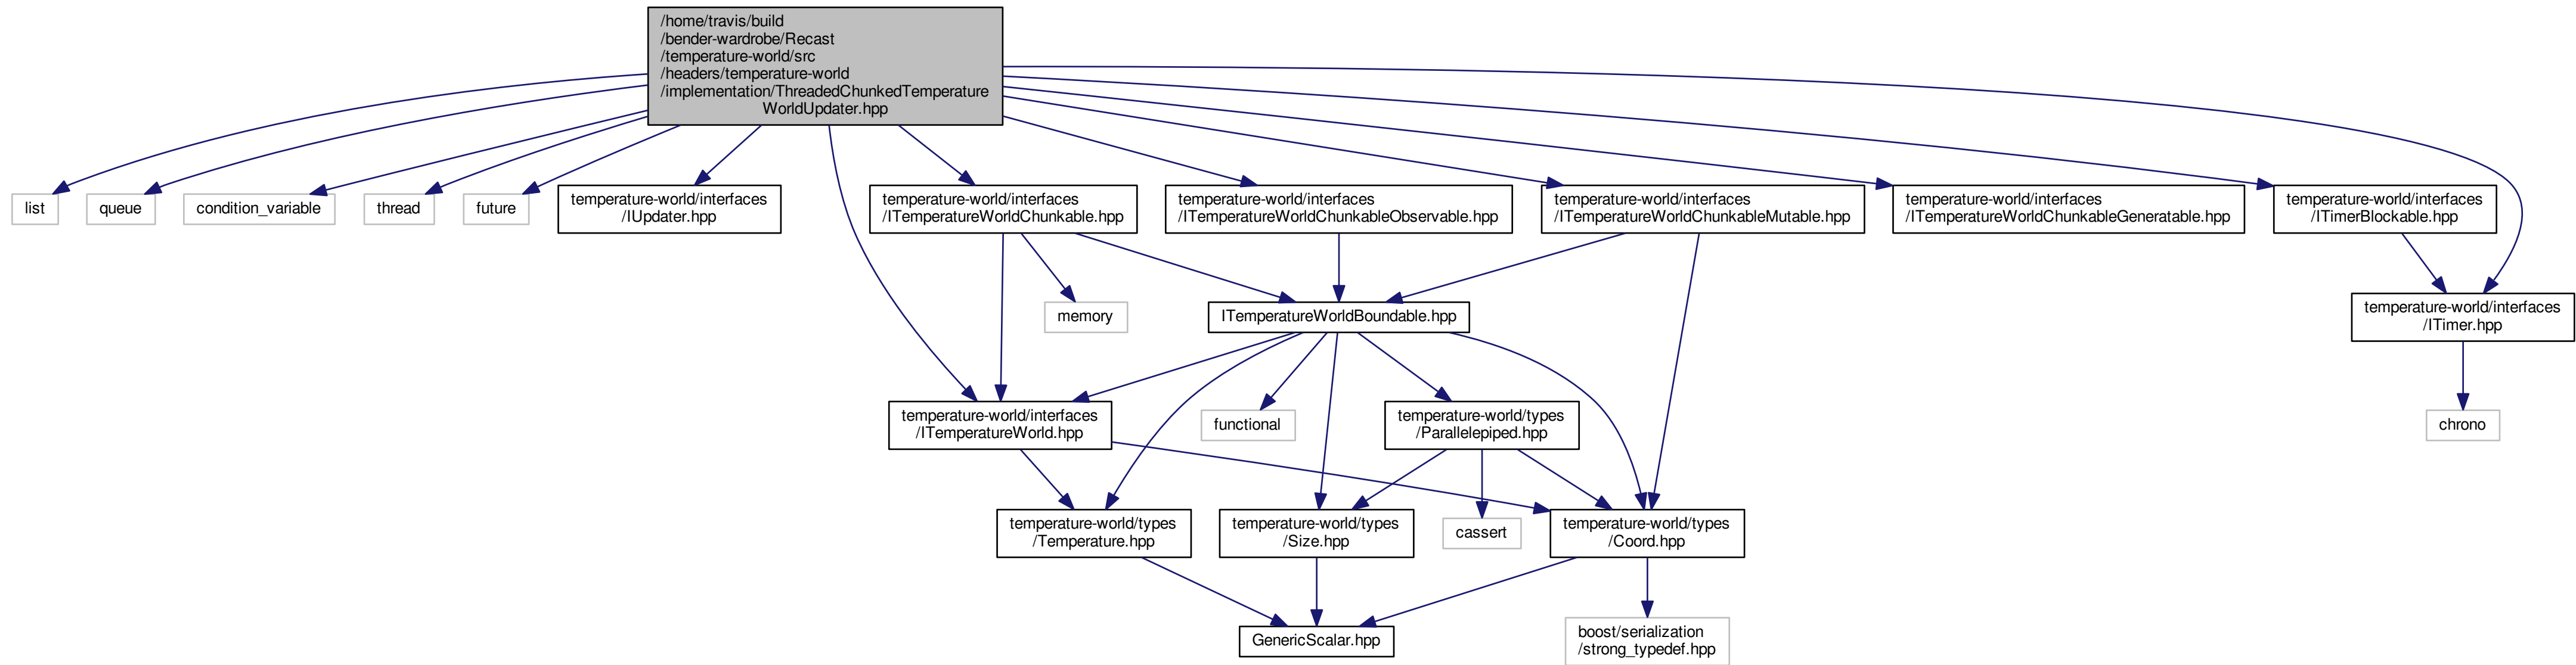 /home/travis/build
/bender-wardrobe/Recast
/temperature-world/src
/headers/temperature-world
/implementation/ThreadedChunkedTemperature
WorldUpdater.hpp
list
queue
condition_variable
thread
future
temperature-world/interfaces
/IUpdater.hpp
temperature-world/interfaces
/ITemperatureWorldChunkable.hpp
temperature-world/interfaces
/ITemperatureWorldChunkableObservable.hpp
temperature-world/interfaces
/ITemperatureWorldChunkableMutable.hpp
temperature-world/interfaces
/ITemperatureWorldChunkableGeneratable.hpp
temperature-world/interfaces
/ITimerBlockable.hpp
memory
ITemperatureWorldBoundable.hpp
temperature-world/interfaces
/ITimer.hpp
temperature-world/interfaces
/ITemperatureWorld.hpp
functional
temperature-world/types
/Parallelepiped.hpp
chrono
temperature-world/types
/Temperature.hpp
temperature-world/types
/Size.hpp
cassert
temperature-world/types
/Coord.hpp
GenericScalar.hpp
boost/serialization
/strong_typedef.hpp